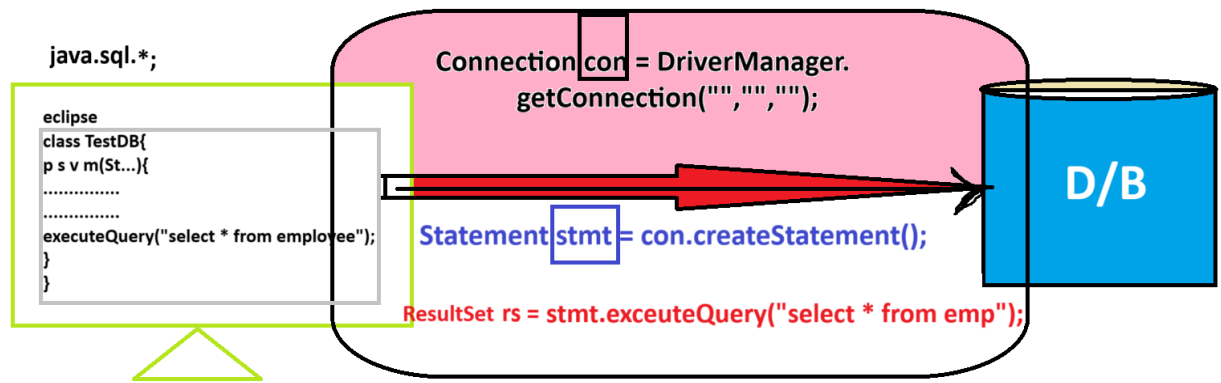 java.sql.*;
eclipse
class TestDB{
p s v m(St...){
...............
...............
executeQuery("select * from employee");
}
}
Connection con = DriverManager.
getConnection("","","");
Statement stmt = con.createStatement();
ResultSet rs = stmt.exceuteQuery("select * from emp");
D/B